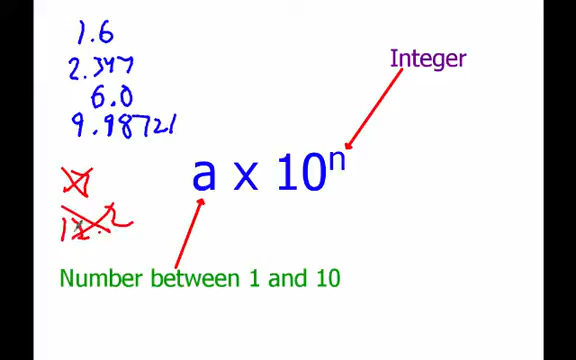 1.6
2.347
6.0
9.98721
Integer
a x 10ⁿ
Number between 1 and 10